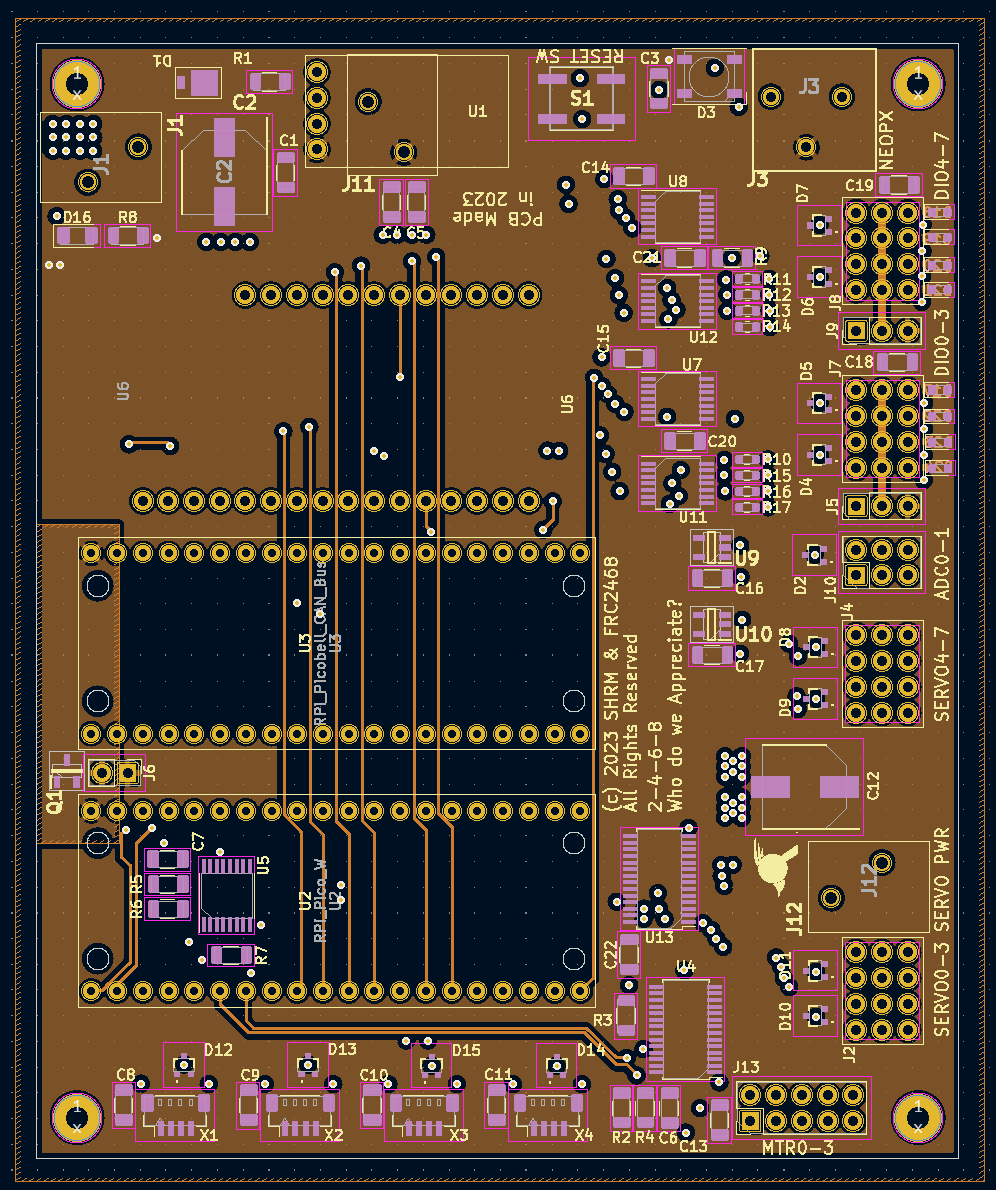 D1
R1
RESET SW
C3
1
x
C2
U1
S1
D3
J3
1
x
J1
J1
C2
C1
NEOPX
DIO4-7
J11
J3
C14
U8
D7
C19
PCB Made
in 2023
D16
R8
C4
C5
C21
R9
R11
R12
R13
R14
D6
J8
J9
DIO0-3
U12
C15
U7
D5
J7
C18
U6
U6
C20
R10
R15
R16
R17
D4
J5
U11
U9
C16
D2
J10
ADC0-1
RPI_Picobell_CAN_Bus
U3
U3
(c) 2023 SHRM & FRC2468
All Rights Reserved
2-4-6-8
Who do we Appreciate?
U10
C17
D8
J4
SERVO4-7
D9
Q1
J6
C12
C7
R5
R6
U5
R7
RPI_Pico_W
U2
U2
U13
J12
J12
SERVO PWR
C22
U4
D11
D10
J2
SERVO0-3
R3
D12
D13
D15
D14
J13
C8
C9
C10
C11
1
x
X1
X2
X3
X4
R2
R4
C6
C13
MTR0-3
1
x